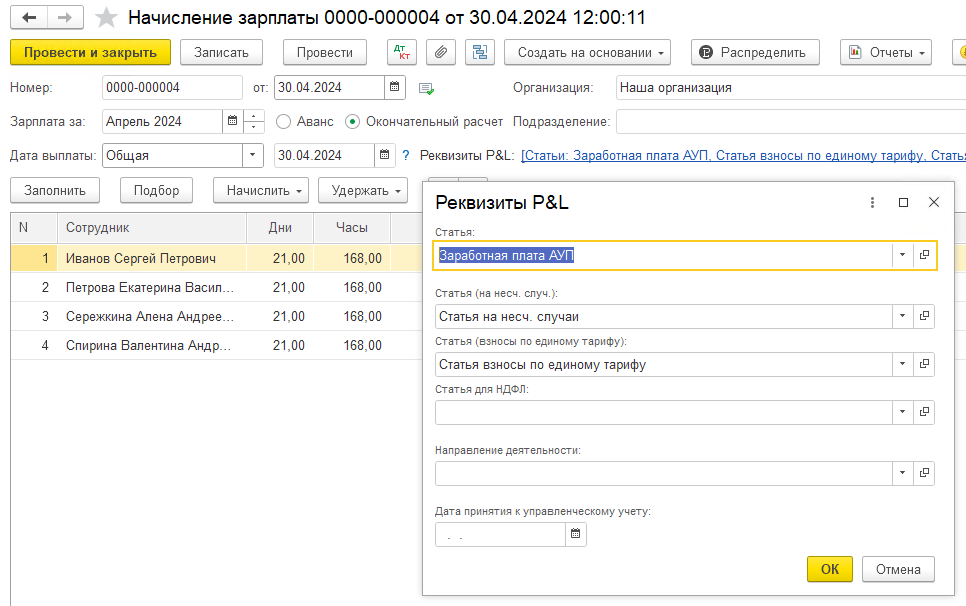 Начисление зарплаты 0000-000004 от 30.04.2024 12:00:11
Провести и закрыть Записать Провести Дт Кт Создать на основании Распределить Отчеты
Номер: 0000-000004 от: 30.04.2024 Организация: Наша организация
Зарплата за: Апрель 2024 Аванс Окончательный расчет Подразделение:
Дата выплаты: Общая 30.04.2024 ? Реквизиты P&L: [Статьи: Заработная плата АУП, Статья взносы по единому тарифу, Стать
Заполнить Подбор Начислить Удержать
N Сотрудник Дни Часы
1 Иванов Сергей Петрович 21,00 168,00
2 Петрова Екатерина Васил... 21,00 168,00
3 Сережкина Алена Андрее... 21,00 168,00
4 Спирина Валентина Андр... 21,00 168,00
Реквизиты P&L
Статья:
Заработная плата АУП
Статья (на несч. случ.):
Статья на несч. случаи
Статья (взносы по единому тарифу):
Статья взносы по единому тарифу
Статья для НДФЛ:
Направление деятельности:
Дата принятия к управленческому учету:
. .
ОК Отмена